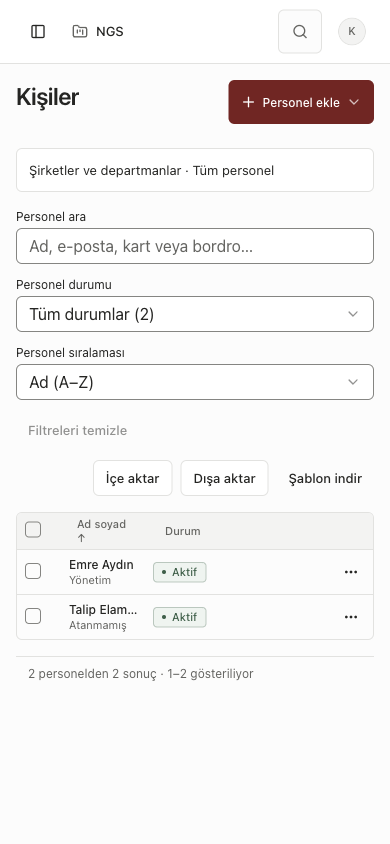 NGS
K
Kişiler
Personel ekle
Şirketler ve departmanlar · Tüm personel
Personel ara
Ad, e-posta, kart veya bordro...
Personel durumu
Tüm durumlar (2)
Personel sıralaması
Ad (A–Z)
Filtreleri temizle
İçe aktar
Dışa aktar
Şablon indir
Ad soyad ↑
Durum
Emre Aydın
Aktif
Yönetim
Talip Elam...
Aktif
Atanmamış
2 personelden 2 sonuç · 1–2 gösteriliyor